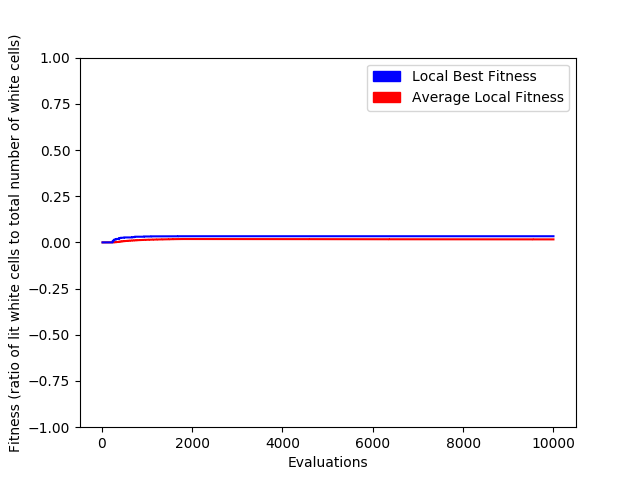 Fitness (ratio of lit white cells to total number of white cells)
1.00
0.75
0.50
0.25
0.00
−0.25
−0.50
−0.75
−1.00
Local Best Fitness
Average Local Fitness
0 2000 4000 6000 8000 10000
Evaluations